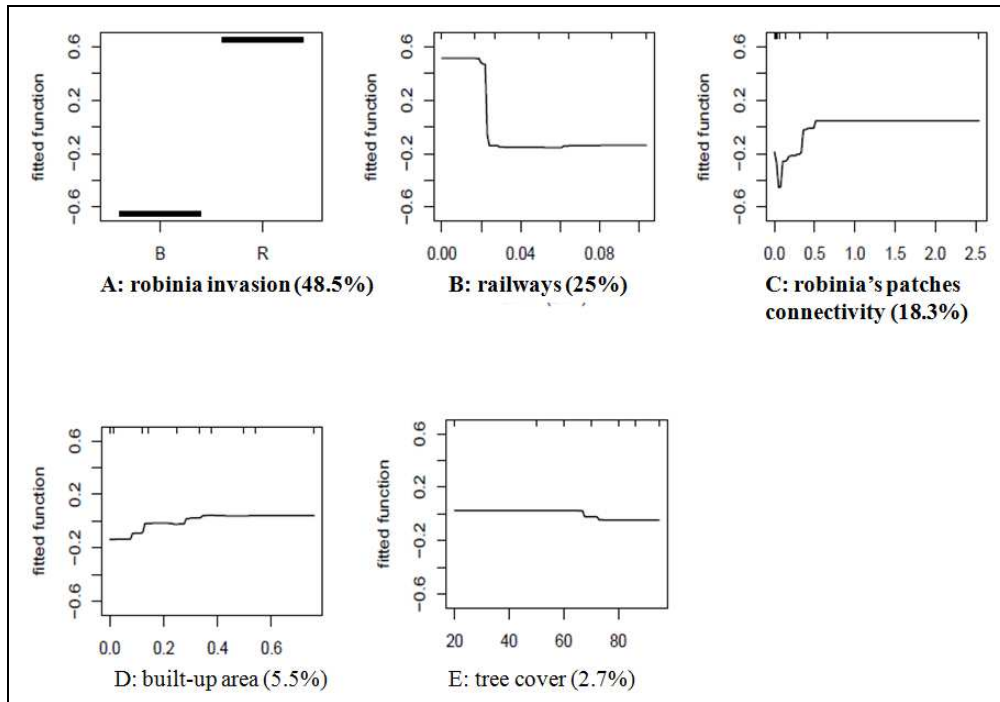 fitted function
0.6
0.2
−0.2
−0.6
B R
A: robinia invasion (48.5%)
fitted function
0.6
0.2
−0.2
−0.6
0.00 0.04 0.08
B: railways (25%)
fitted function
0.6
0.2
−0.2
−0.6
0.0 0.5 1.0 1.5 2.0 2.5
C: robinia's patches
connectivity (18.3%)
fitted function
0.6
0.2
−0.2
−0.6
0.0 0.2 0.4 0.6
D: built-up area (5.5%)
fitted function
0.6
0.2
−0.2
−0.6
20 40 60 80
E: tree cover (2.7%)